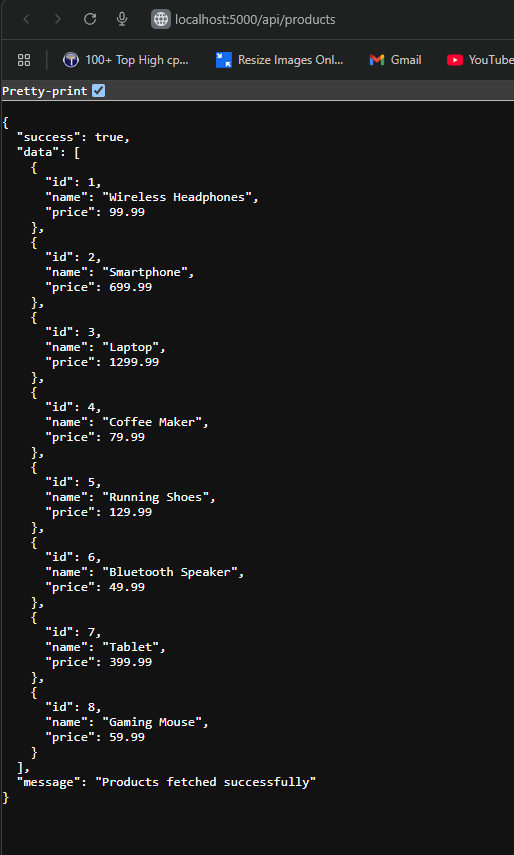 localhost:5000/api/products
100+ Top High cp... Resize Images Onl... Gmail YouTube
Pretty-print
{
  "success": true,
  "data": [
    {
      "id": 1,
      "name": "Wireless Headphones",
      "price": 99.99
    },
    {
      "id": 2,
      "name": "Smartphone",
      "price": 699.99
    },
    {
      "id": 3,
      "name": "Laptop",
      "price": 1299.99
    },
    {
      "id": 4,
      "name": "Coffee Maker",
      "price": 79.99
    },
    {
      "id": 5,
      "name": "Running Shoes",
      "price": 129.99
    },
    {
      "id": 6,
      "name": "Bluetooth Speaker",
      "price": 49.99
    },
    {
      "id": 7,
      "name": "Tablet",
      "price": 399.99
    },
    {
      "id": 8,
      "name": "Gaming Mouse",
      "price": 59.99
    }
  ],
  "message": "Products fetched successfully"
}